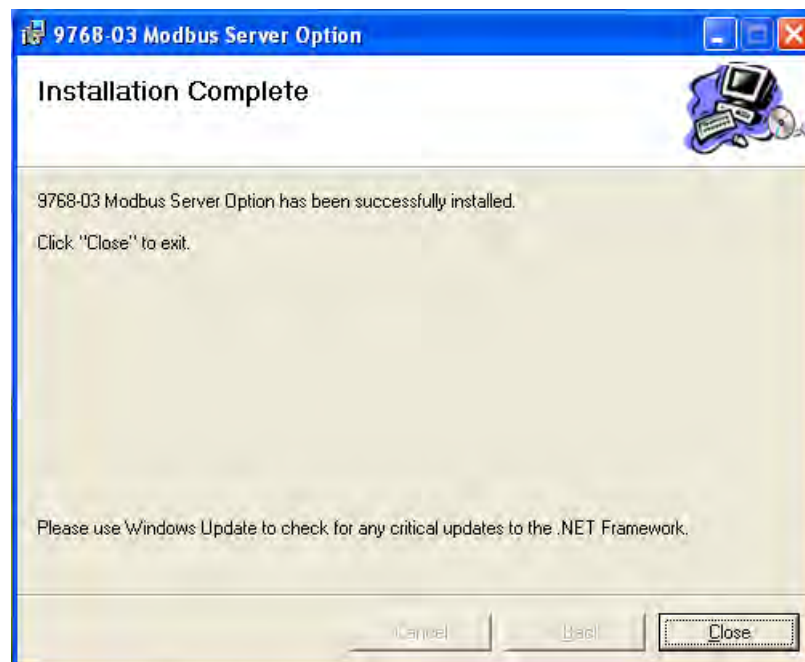 9768-03 Modbus Server Option
Installation Complete
9768-03 Modbus Server Option has been successfully installed.
Click "Close" to exit.
Please use Windows Update to check for any critical updates to the .NET Framework.
Cancel
Back
Close